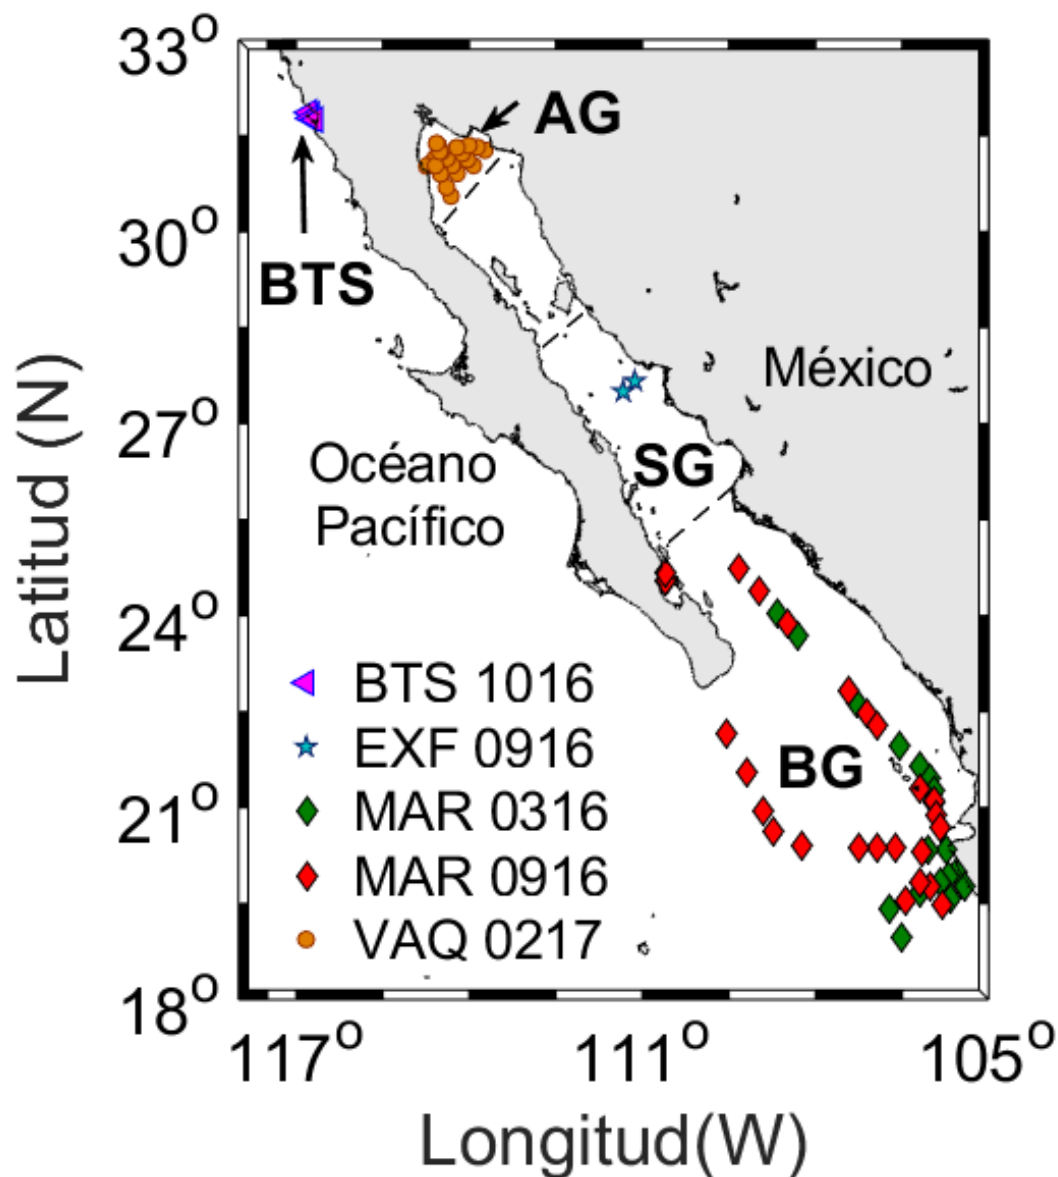 33°
30°
27°
24°
21°
18°
Latitud (N)
AG
BTS
México
Océano
Pacífico
SG
BG
BTS 1016
EXF 0916
MAR 0316
MAR 0916
VAQ 0217
117°
111°
105°
Longitud(W)